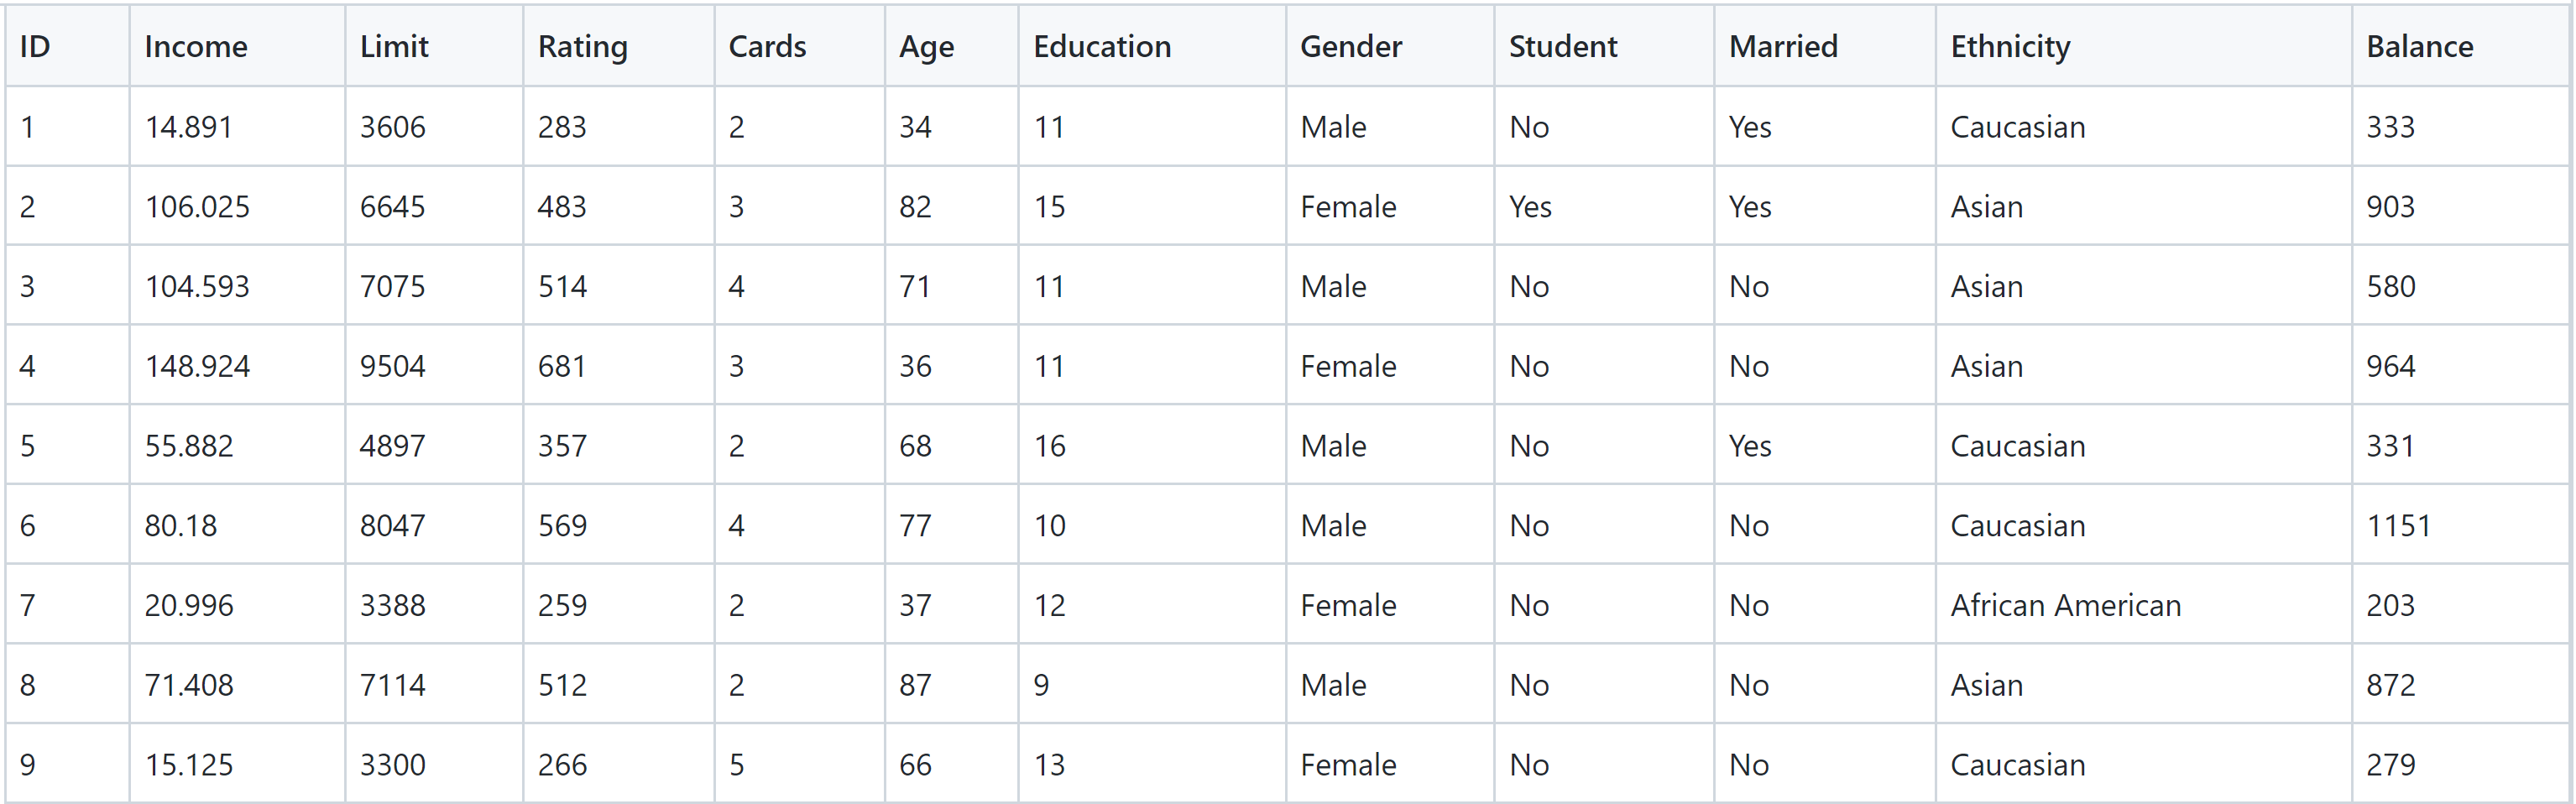 ID Income Limit Rating Cards Age Education Gender Student Married Ethnicity Balance
1 14.891 3606 283 2 34 11 Male No Yes Caucasian 333
2 106.025 6645 483 3 82 15 Female Yes Yes Asian 903
3 104.593 7075 514 4 71 11 Male No No Asian 580
4 148.924 9504 681 3 36 11 Female No No Asian 964
5 55.882 4897 357 2 68 16 Male No Yes Caucasian 331
6 80.18 8047 569 4 77 10 Male No No Caucasian 1151
7 20.996 3388 259 2 37 12 Female No No African American 203
8 71.408 7114 512 2 87 9 Male No No Asian 872
9 15.125 3300 266 5 66 13 Female No No Caucasian 279